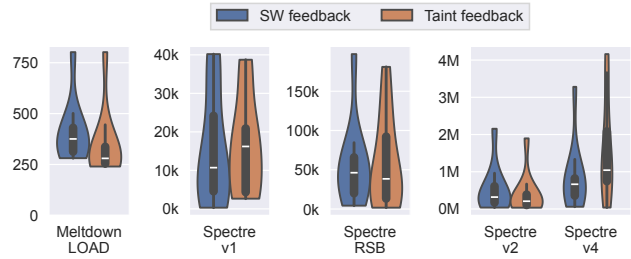 SW feedback Taint feedback
750
500
250
0
Meltdown
LOAD
40k
30k
20k
10k
0k
Spectre
v1
150k
100k
50k
0k
Spectre
RSB
4M
3M
2M
1M
0M
Spectre
v2
Spectre
v4